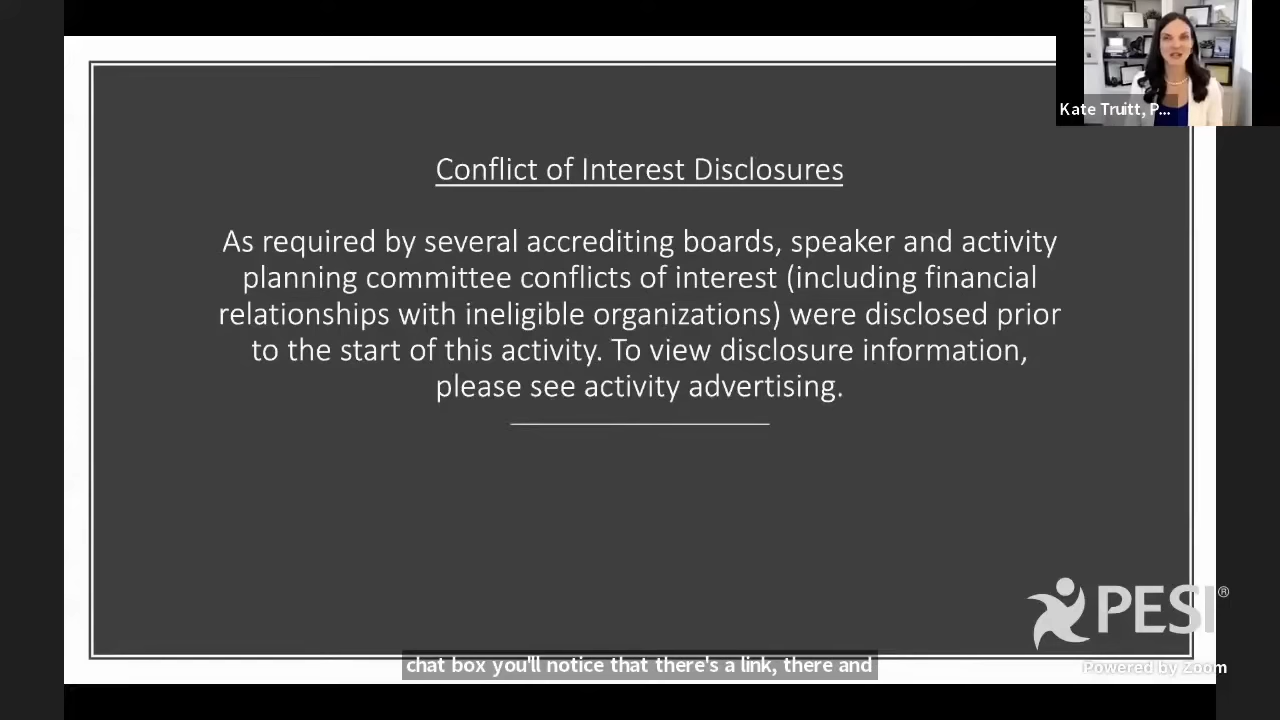 Kate Truitt, P...
Conflict of Interest Disclosures
As required by several accrediting boards, speaker and activity
planning committee conflicts of interest (including financial
relationships with ineligible organizations) were disclosed prior
to the start of this activity. To view disclosure information,
please see activity advertising.
PESI®
chat box you'll notice that there's a link, there and
Powered by Zoom